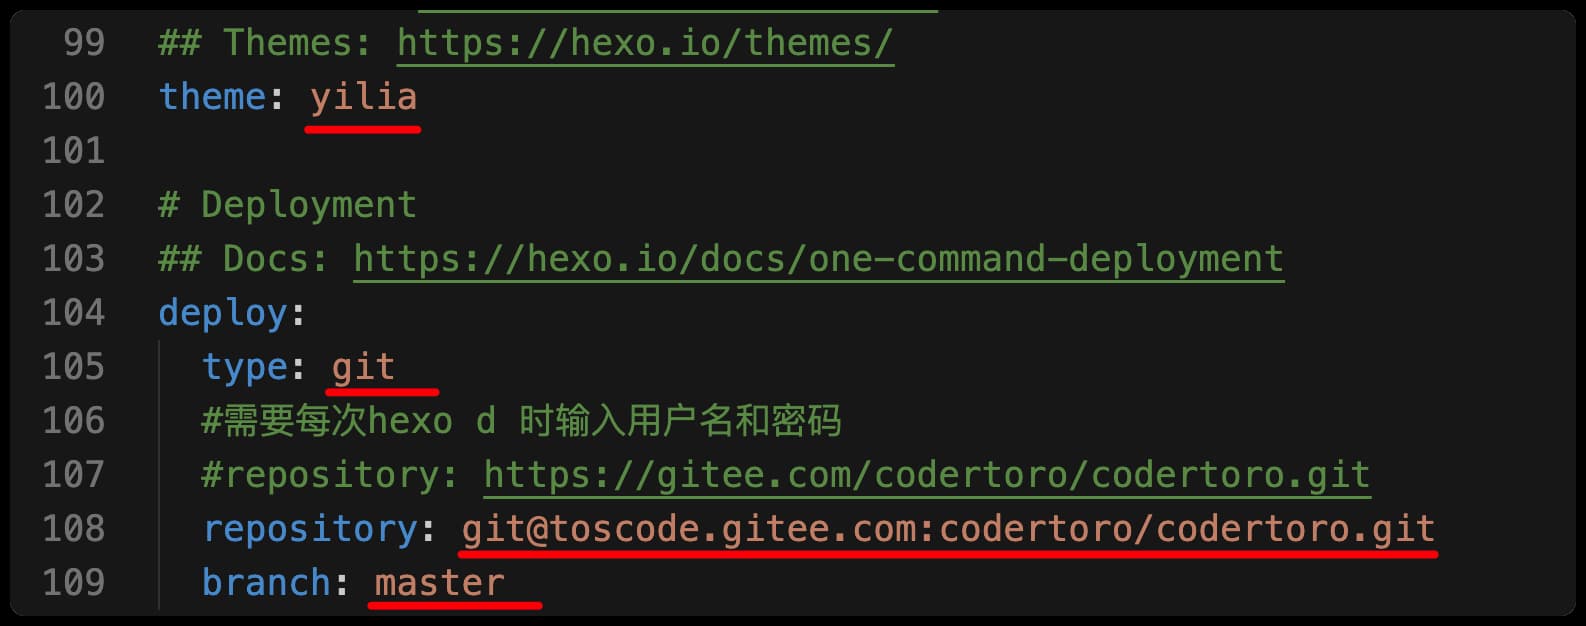 99 ## Themes: https://hexo.io/themes/
100 theme: yilia
101
102 # Deployment
103 ## Docs: https://hexo.io/docs/one-command-deployment
104 deploy:
105 type: git
106 #需要每次hexo d 时输入用户名和密码
107 #repository: https://gitee.com/codertoro/codertoro.git
108 repository: git@toscode.gitee.com:codertoro/codertoro.git
109 branch: master